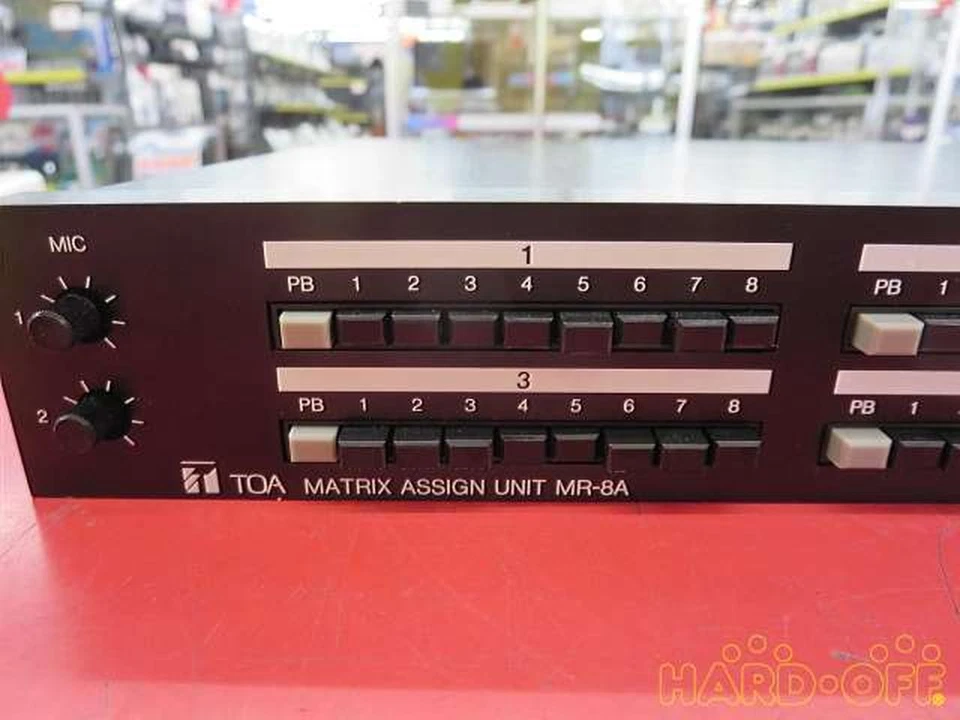 MIC
1
PB 1 2 3 4 5 6 7 8
PB 1
1
3
PB 1 2 3 4 5 6 7 8
PB 1
2
TOA MATRIX ASSIGN UNIT MR-8A
HARD·OFF